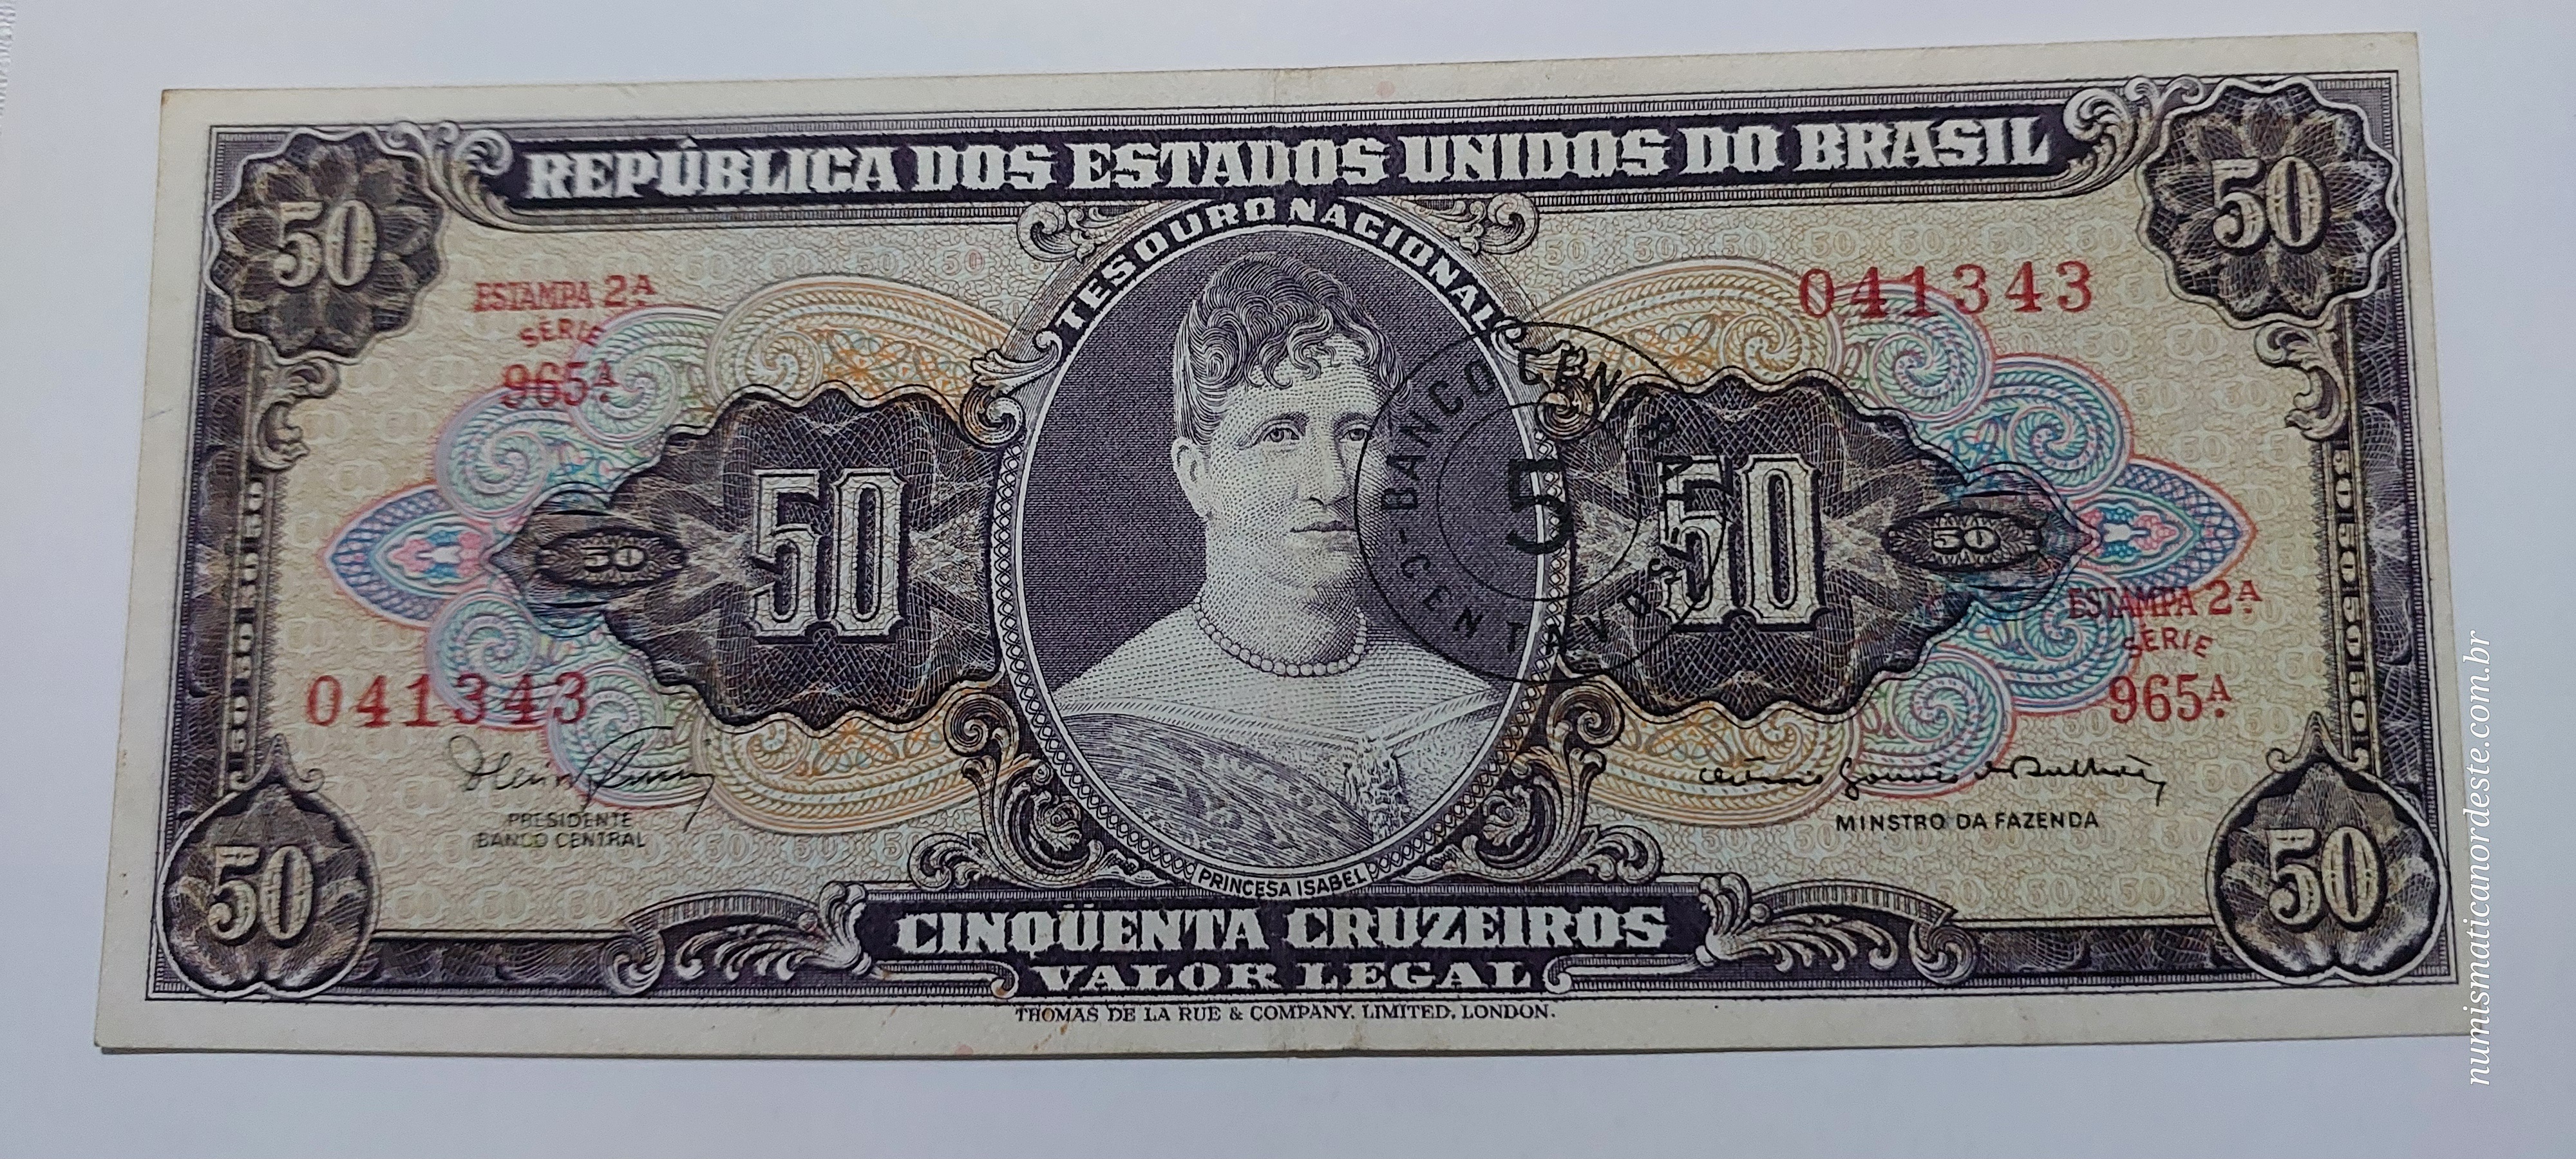 REPÚBLICA DOS ESTADOS UNIDOS DO BRASIL
50
50
TESOURO NACIONAL
ESTAMPA 2ª
SÉRIE
965ª
041343
50
50
BANCO CENTRAL
5
CENTAVOS
50
50
041343
ESTAMPA 2ª
SÉRIE
965ª
PRESIDENTE
BANCO CENTRAL
MINSTRO DA FAZENDA
PRINCESA ISABEL
50
50
CINQÜENTA CRUZEIROS
VALOR LEGAL
THOMAS DE LA RUE & COMPANY, LIMITED, LONDON.
numismaticanordeste.com.br